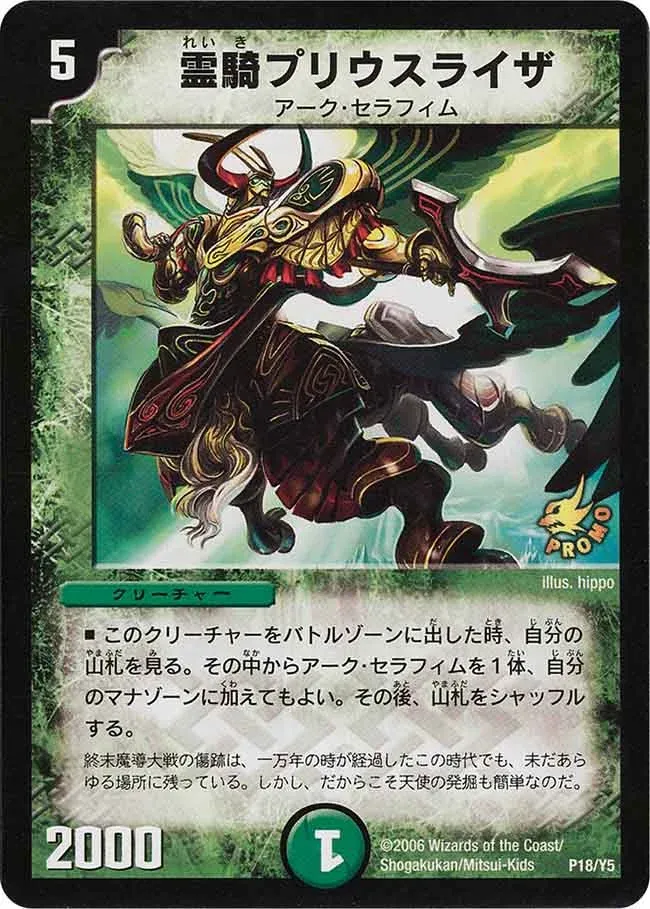 5
れいき
霊騎プリウスライザ
アーク・セラフィム
PROMO
illus. hippo
クリーチャー
■ このクリーチャーをバトルゾーンに出した時、自分の
山札を見る。その中からアーク・セラフィムを1体、自分
のマナゾーンに加えてもよい。その後、山札をシャッフル
する。
終末魔導大戦の傷跡は、一万年の時が経過したこの時代でも、未だあら
ゆる場所に残っている。しかし、だからこそ天使の発掘も簡単なのだ。
2000
1
©2006 Wizards of the Coast/
Shogakukan/Mitsui-Kids
P18/Y5